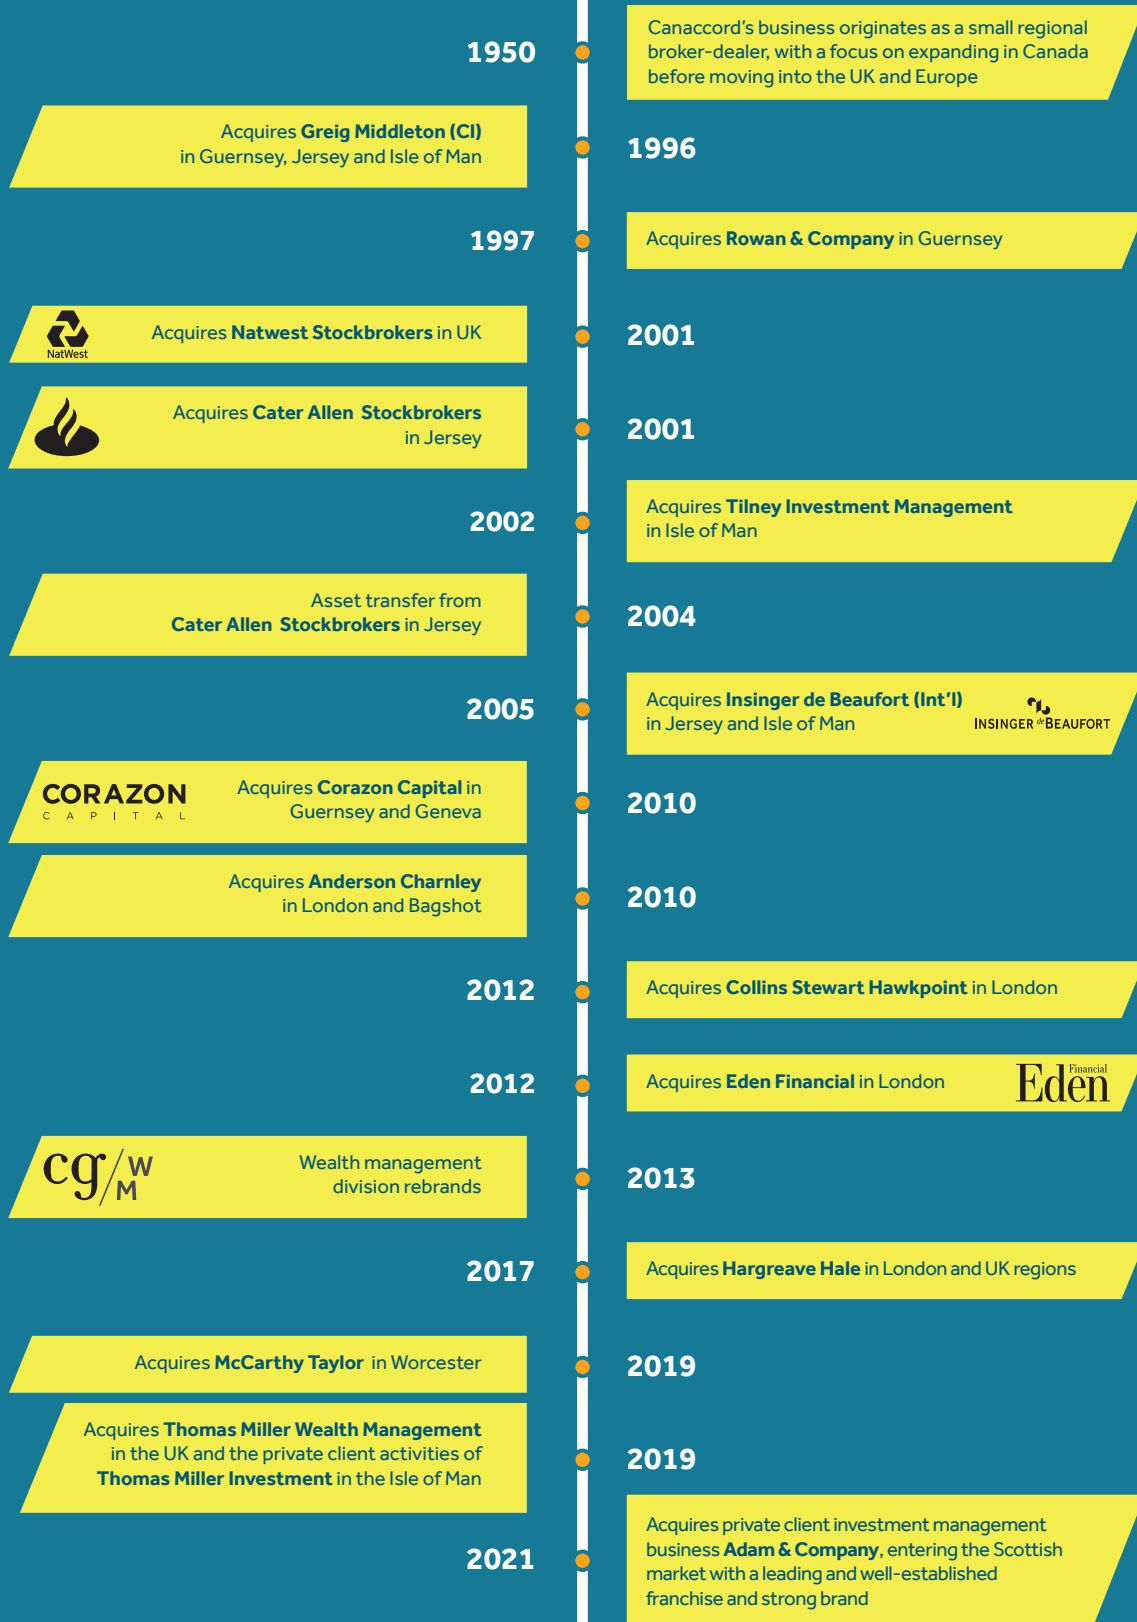 1950
Canaccord’s business originates as a small regional
broker-dealer, with a focus on expanding in Canada
before moving into the UK and Europe
Acquires Greig Middleton (CI)
in Guernsey, Jersey and Isle of Man
1996
1997
Acquires Rowan & Company in Guernsey
NatWest
Acquires Natwest Stockbrokers in UK
2001
Acquires Cater Allen Stockbrokers
in Jersey
2001
2002
Acquires Tilney Investment Management
in Isle of Man
Asset transfer from
Cater Allen Stockbrokers in Jersey
2004
2005
Acquires Insinger de Beaufort (Int’l)
in Jersey and Isle of Man
INSINGER de BEAUFORT
CORAZON
CAPITAL
Acquires Corazon Capital in
Guernsey and Geneva
2010
Acquires Anderson Charnley
in London and Bagshot
2010
2012
Acquires Collins Stewart Hawkpoint in London
2012
Acquires Eden Financial in London
Eden Financial
cg/WM
Wealth management
division rebrands
2013
2017
Acquires Hargreave Hale in London and UK regions
Acquires McCarthy Taylor in Worcester
2019
Acquires Thomas Miller Wealth Management
in the UK and the private client activities of
Thomas Miller Investment in the Isle of Man
2019
2021
Acquires private client investment management
business Adam & Company, entering the Scottish
market with a leading and well-established
franchise and strong brand